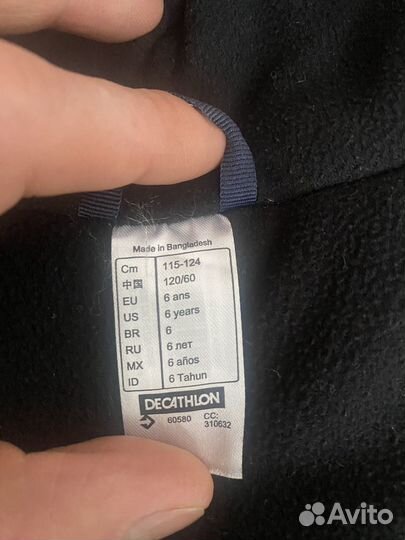 Made in Bangladesh
Cm 115-124
中国 120/60
EU 6 ans
US 6 years
BR 6
RU 6 лет
MX 6 años
ID 6 Tahun
DECATHLON
60580 CC: 310632
Avito